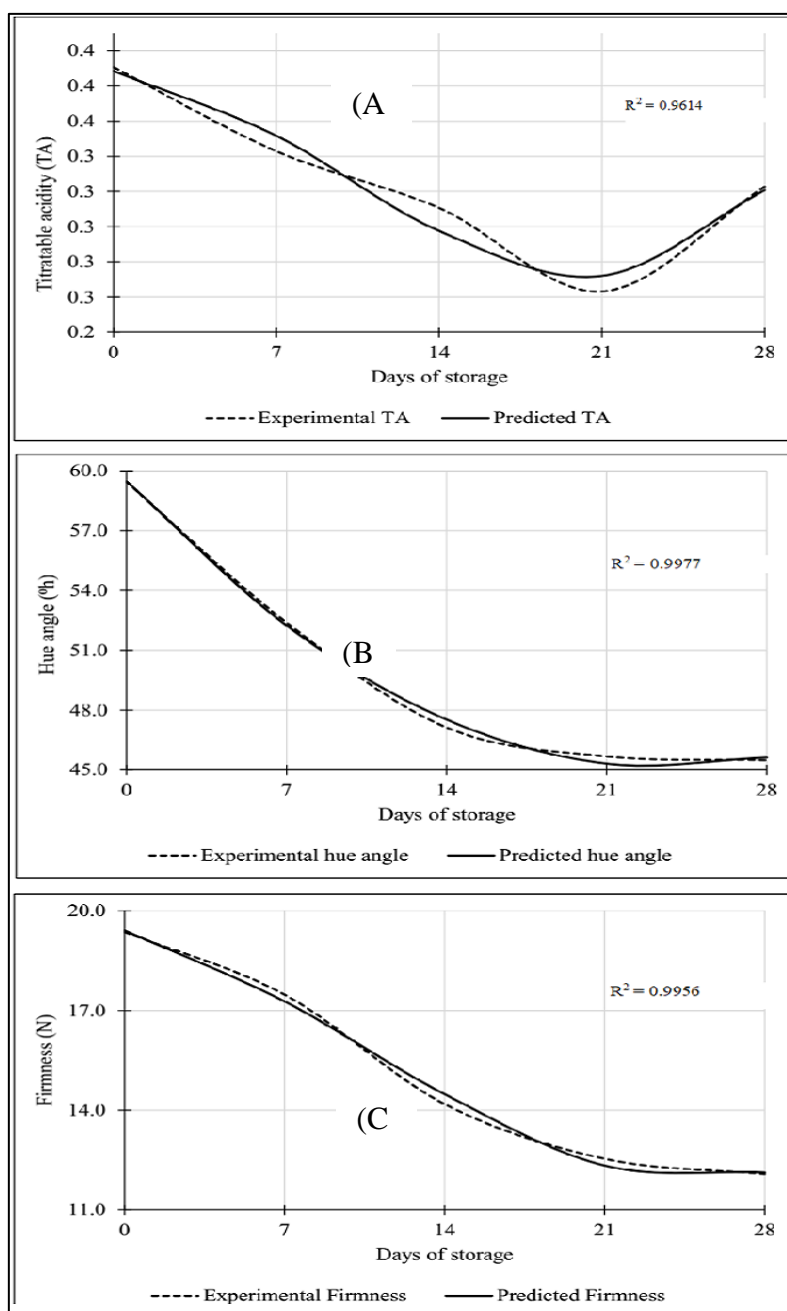 0.4
0.4
0.4
0.3
0.3
0.3
0.3
0.3
0.2
Titratable acidity (TA)
(A
R² = 0.9614
0 7 14 21 28
Days of storage
Experimental TA Predicted TA
60.0
57.0
54.0
51.0
48.0
45.0
Hue angle (⁰h)
(B
R² – 0.9977
0 7 14 21 28
Days of storage
Experimental hue angle Predicted hue angle
20.0
17.0
14.0
11.0
Firmness (N)
(C
R² = 0.9956
0 7 14 21 28
Days of storage
Experimental Firmness Predicted Firmness